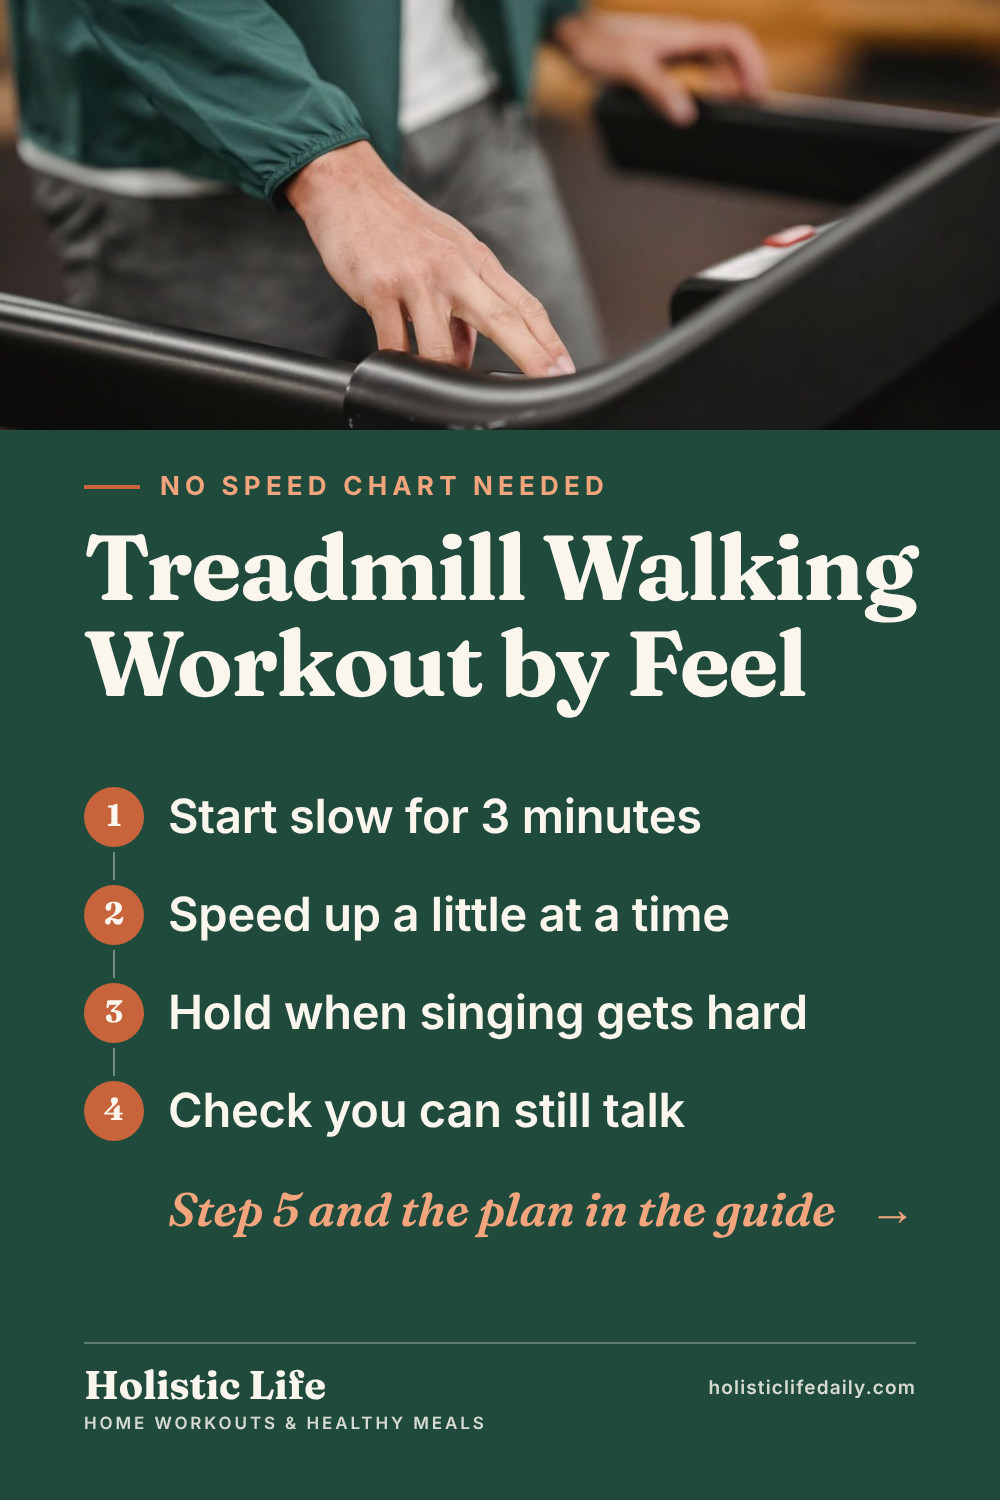 NO SPEED CHART NEEDED
Treadmill Walking
Workout by Feel
1 Start slow for 3 minutes
2 Speed up a little at a time
3 Hold when singing gets hard
4 Check you can still talk
Step 5 and the plan in the guide →
Holistic Life
holisticlifedaily.com
HOME WORKOUTS & HEALTHY MEALS